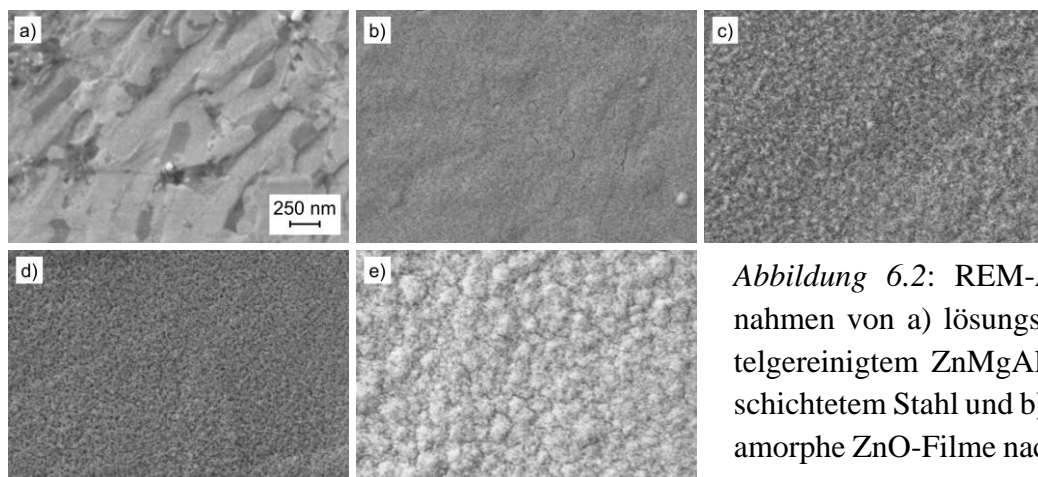 a)
b)
c)
250 nm
d)
e)
Abbildung 6.2: REM-
nahmen von a) lösungs
telgereinigtem ZnMgAl
schichtetem Stahl und b)
amorphe ZnO-Filme nac